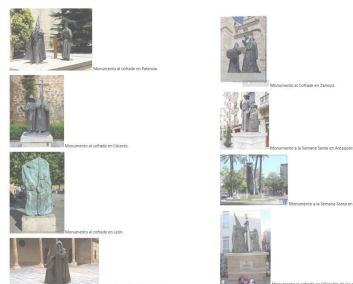 Monumento al cofrade en Palencia.
Monumento al cofrade en Cáceres.
Monumento al cofrade en León.
Monumento al Cofrade en Zamora.
Monumento a la Semana Santa en Antequera
Monumento a la Semana Santa en